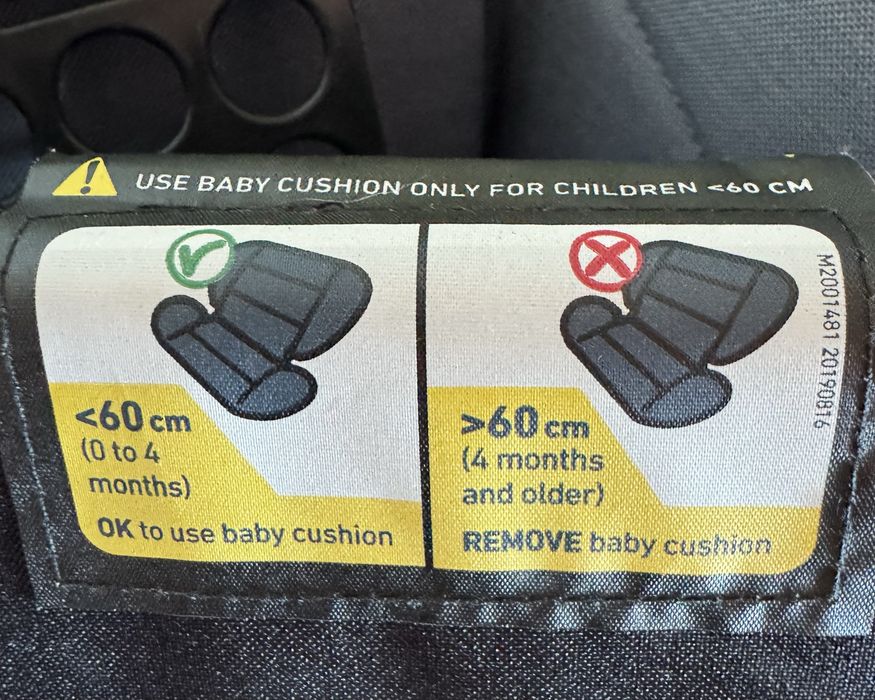 USE BABY CUSHION ONLY FOR CHILDREN <60 CM
<60 cm
(0 to 4
months)
OK to use baby cushion
>60 cm
(4 months
and older)
REMOVE baby cushion
M2001481 20190816